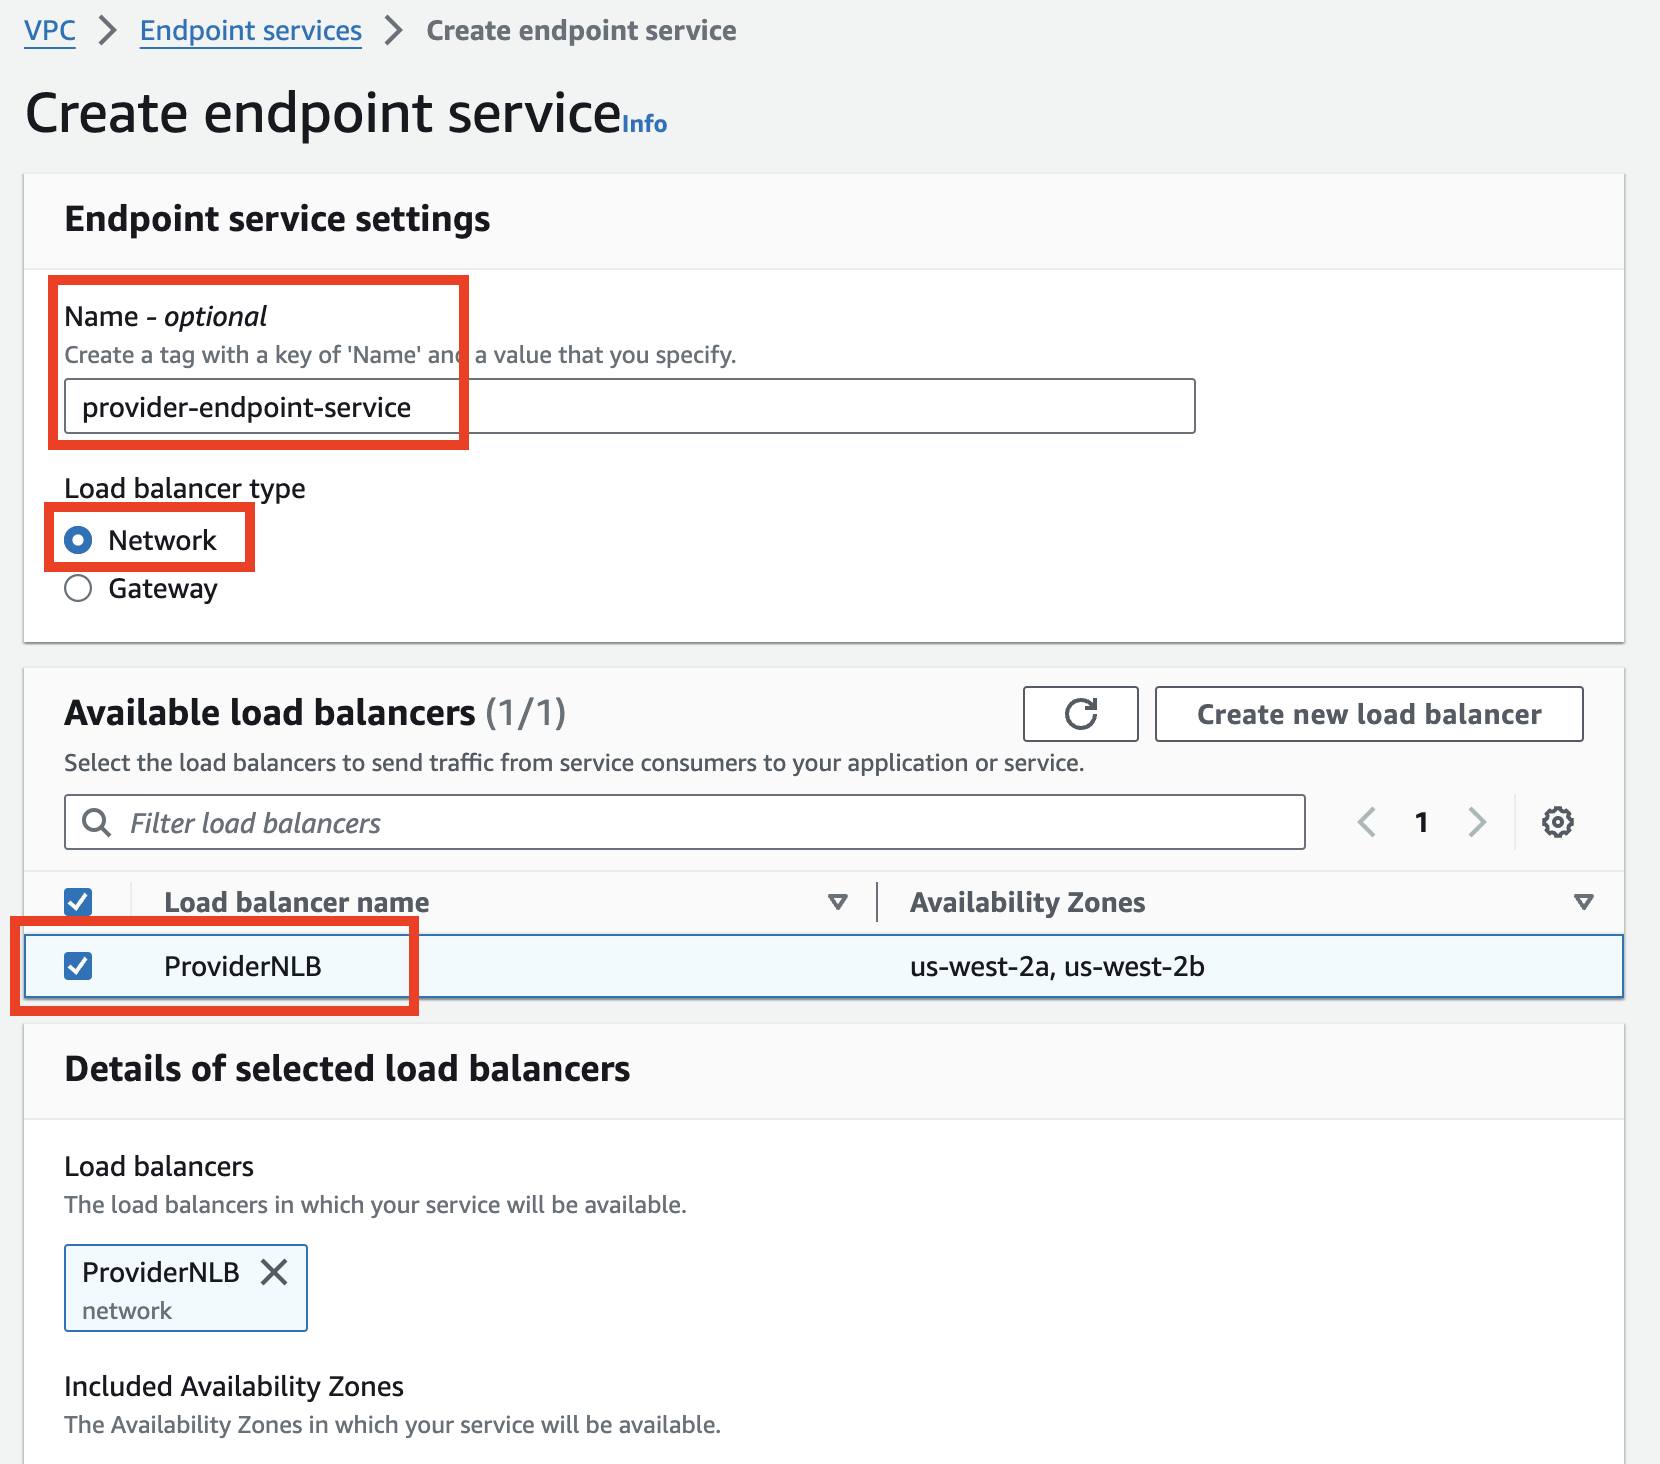 VPC > Endpoint services > Create endpoint service
Create endpoint service Info
Endpoint service settings
Name - optional
Create a tag with a key of 'Name' and a value that you specify.
provider-endpoint-service
Load balancer type
Network
Gateway
Available load balancers (1/1)
Create new load balancer
Select the load balancers to send traffic from service consumers to your application or service.
Filter load balancers
1
Load balancer name
Availability Zones
ProviderNLB
us-west-2a, us-west-2b
Details of selected load balancers
Load balancers
The load balancers in which your service will be available.
ProviderNLB
network
Included Availability Zones
The Availability Zones in which your service will be available.